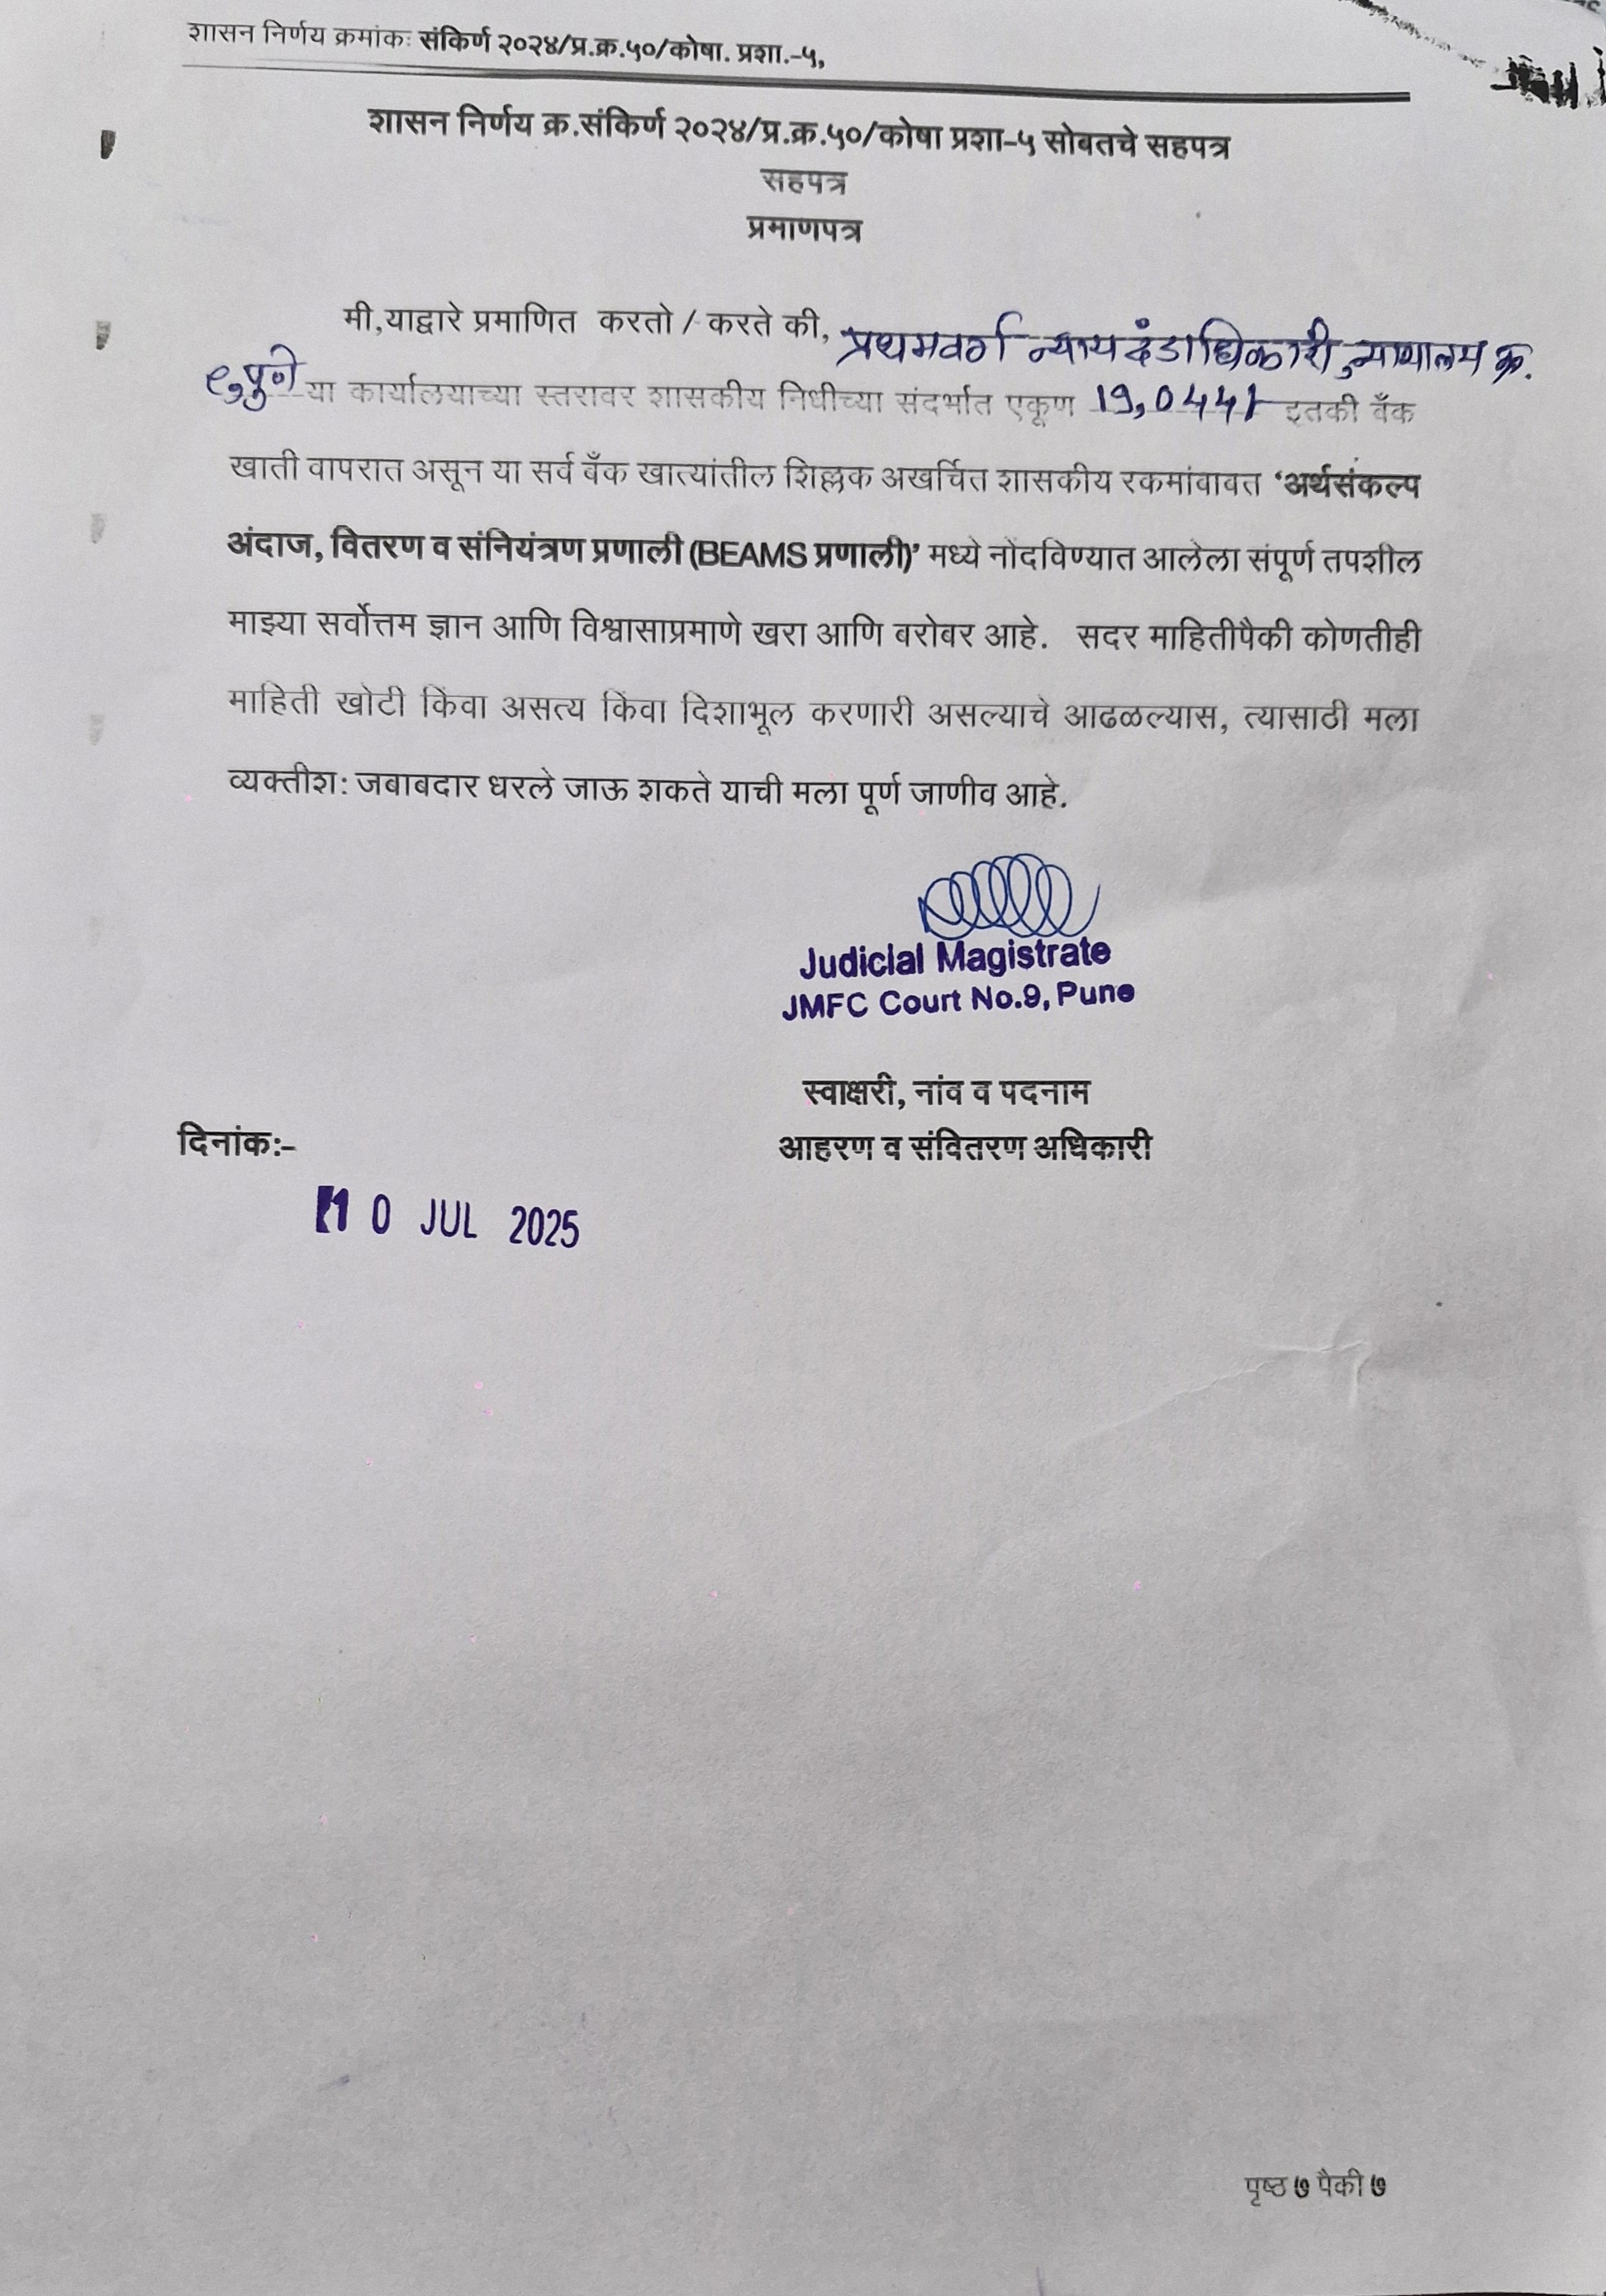 शासन निर्णय क्रमांकः संकिर्ण २०२४/प्र.क्र.५०/कोषा. प्रशा.-५,
शासन निर्णय क्र.संकिर्ण २०२४/प्र.क्र.५०/कोषा प्रशा-५ सोबतचे सहपत्र
सहपत्र
प्रमाणपत्र
मी,याद्वारे प्रमाणित करतो / करते की, प्रथमवर्ग न्यायदंडाधिकारी, न्यायालय क्र.
९, पुणे या कार्यालयाच्या स्तरावर शासकीय निधीच्या संदर्भात एकूण इतकी बँक
खाती वापरात असून या सर्व बँक खात्यांतील शिल्लक अखर्चित शासकीय रकमांवावत ‘अर्थसंकल्प
अंदाज, वितरण व संनियंत्रण प्रणाली (BEAMS प्रणाली)’ मध्ये नोंदविण्यात आलेला संपूर्ण तपशील
माझ्या सर्वोत्तम ज्ञान आणि विश्वासाप्रमाणे खरा आणि बरोबर आहे. सदर माहितीपैकी कोणतीही
माहिती खोटी किंवा असत्य किंवा दिशाभूल करणारी असल्याचे आढळल्यास, त्यासाठी मला
व्यक्तीश: जबाबदार धरले जाऊ शकते याची मला पूर्ण जाणीव आहे.
Judicial Magistrate
JMFC Court No.9, Pune
स्वाक्षरी, नांव व पदनाम
दिनांक:- आहरण व संवितरण अधिकारी
10 JUL 2025
पृष्ठ ७ पैकी ७